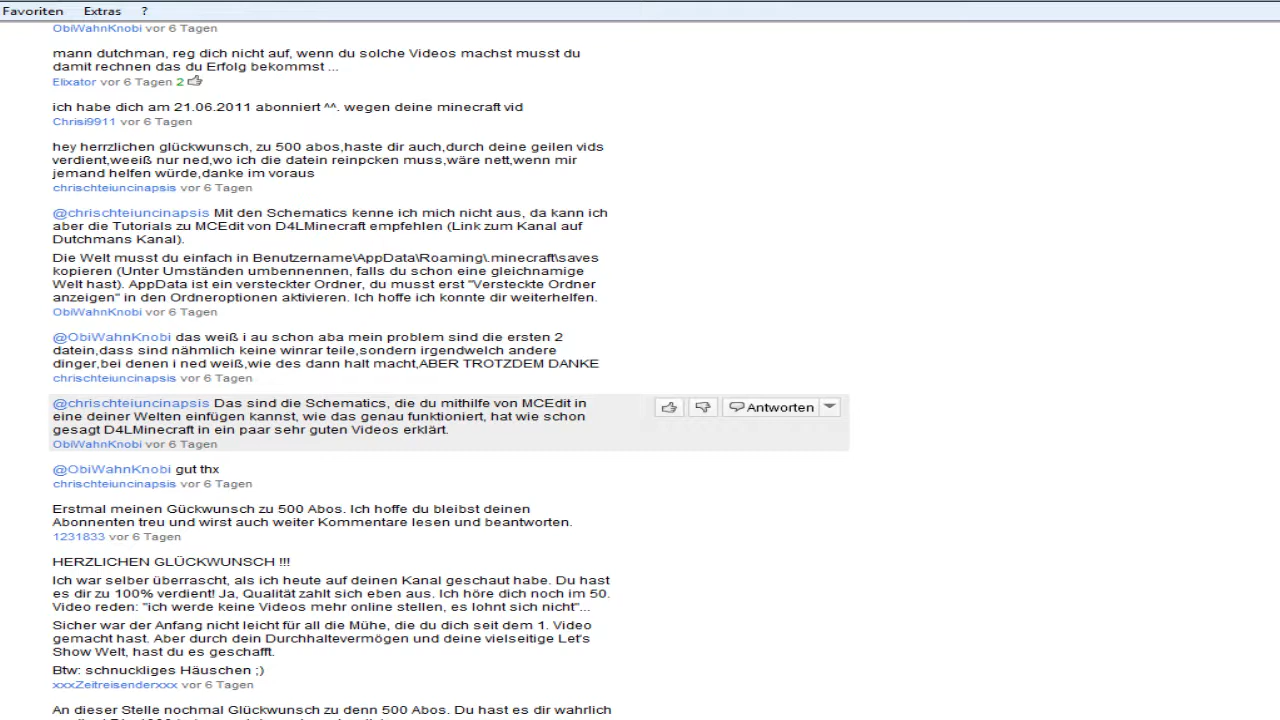 Favoriten Extras ?
ObiWahnKnobi vor 6 Tagen
mann dutchman, reg dich nicht auf, wenn du solche Videos machst musst du
damit rechnen das du Erfolg bekommst ...
Elixator vor 6 Tagen 2
ich habe dich am 21.06.2011 abonniert ^^. wegen deine minecraft vid
Chrisi9911 vor 6 Tagen
hey herrzlichen glückwunsch, zu 500 abos,haste dir auch,durch deine geilen vids
verdient,weeiß nur ned,wo ich die datein reinpcken muss,wäre nett,wenn mir
jemand helfen würde,danke im voraus
chrischteiuncinapsis vor 6 Tagen
@chrischteiuncinapsis Mit den Schematics kenne ich mich nicht aus, da kann ich
aber die Tutorials zu MCEdit von D4LMinecraft empfehlen (Link zum Kanal auf
Dutchmans Kanal).
Die Welt musst du einfach in Benutzername\AppData\Roaming\.minecraft\saves
kopieren (Unter Umständen umbennennen, falls du schon eine gleichnamige
Welt hast). AppData ist ein versteckter Ordner, du musst erst "Versteckte Ordner
anzeigen" in den Ordneroptionen aktivieren. Ich hoffe ich konnte dir weiterhelfen.
ObiWahnKnobi vor 6 Tagen
@ObiWahnKnobi das weiß i au schon aba mein problem sind die ersten 2
datein,dass sind nähmlich keine winrar teile,sondern irgendwelch andere
dinger,bei denen i ned weiß,wie des dann halt macht,ABER TROTZDEM DANKE
chrischteiuncinapsis vor 6 Tagen
@chrischteiuncinapsis Das sind die Schematics, die du mithilfe von MCEdit in
eine deiner Welten einfügen kannst, wie das genau funktioniert, hat wie schon
gesagt D4LMinecraft in ein paar sehr guten Videos erklärt.
Antworten
ObiWahnKnobi vor 6 Tagen
@ObiWahnKnobi gut thx
chrischteiuncinapsis vor 6 Tagen
Erstmal meinen Gückwunsch zu 500 Abos. Ich hoffe du bleibst deinen
Abonnenten treu und wirst auch weiter Kommentare lesen und beantworten.
1231833 vor 6 Tagen
HERZLICHEN GLÜCKWUNSCH !!!
Ich war selber überrascht, als ich heute auf deinen Kanal geschaut habe. Du hast
es dir zu 100% verdient! Ja, Qualität zahlt sich eben aus. Ich höre dich noch im 50.
Video reden: "ich werde keine Videos mehr online stellen, es lohnt sich nicht"...
Sicher war der Anfang nicht leicht für all die Mühe, die du dich seit dem 1. Video
gemacht hast. Aber durch dein Durchhaltevermögen und deine vielseitige Let's
Show Welt, hast du es geschafft.
Btw: schnuckliges Häuschen ;)
xxxZeitreisenderxxx vor 6 Tagen
An dieser Stelle nochmal Glückwunsch zu denn 500 Abos. Du hast es dir wahrlich